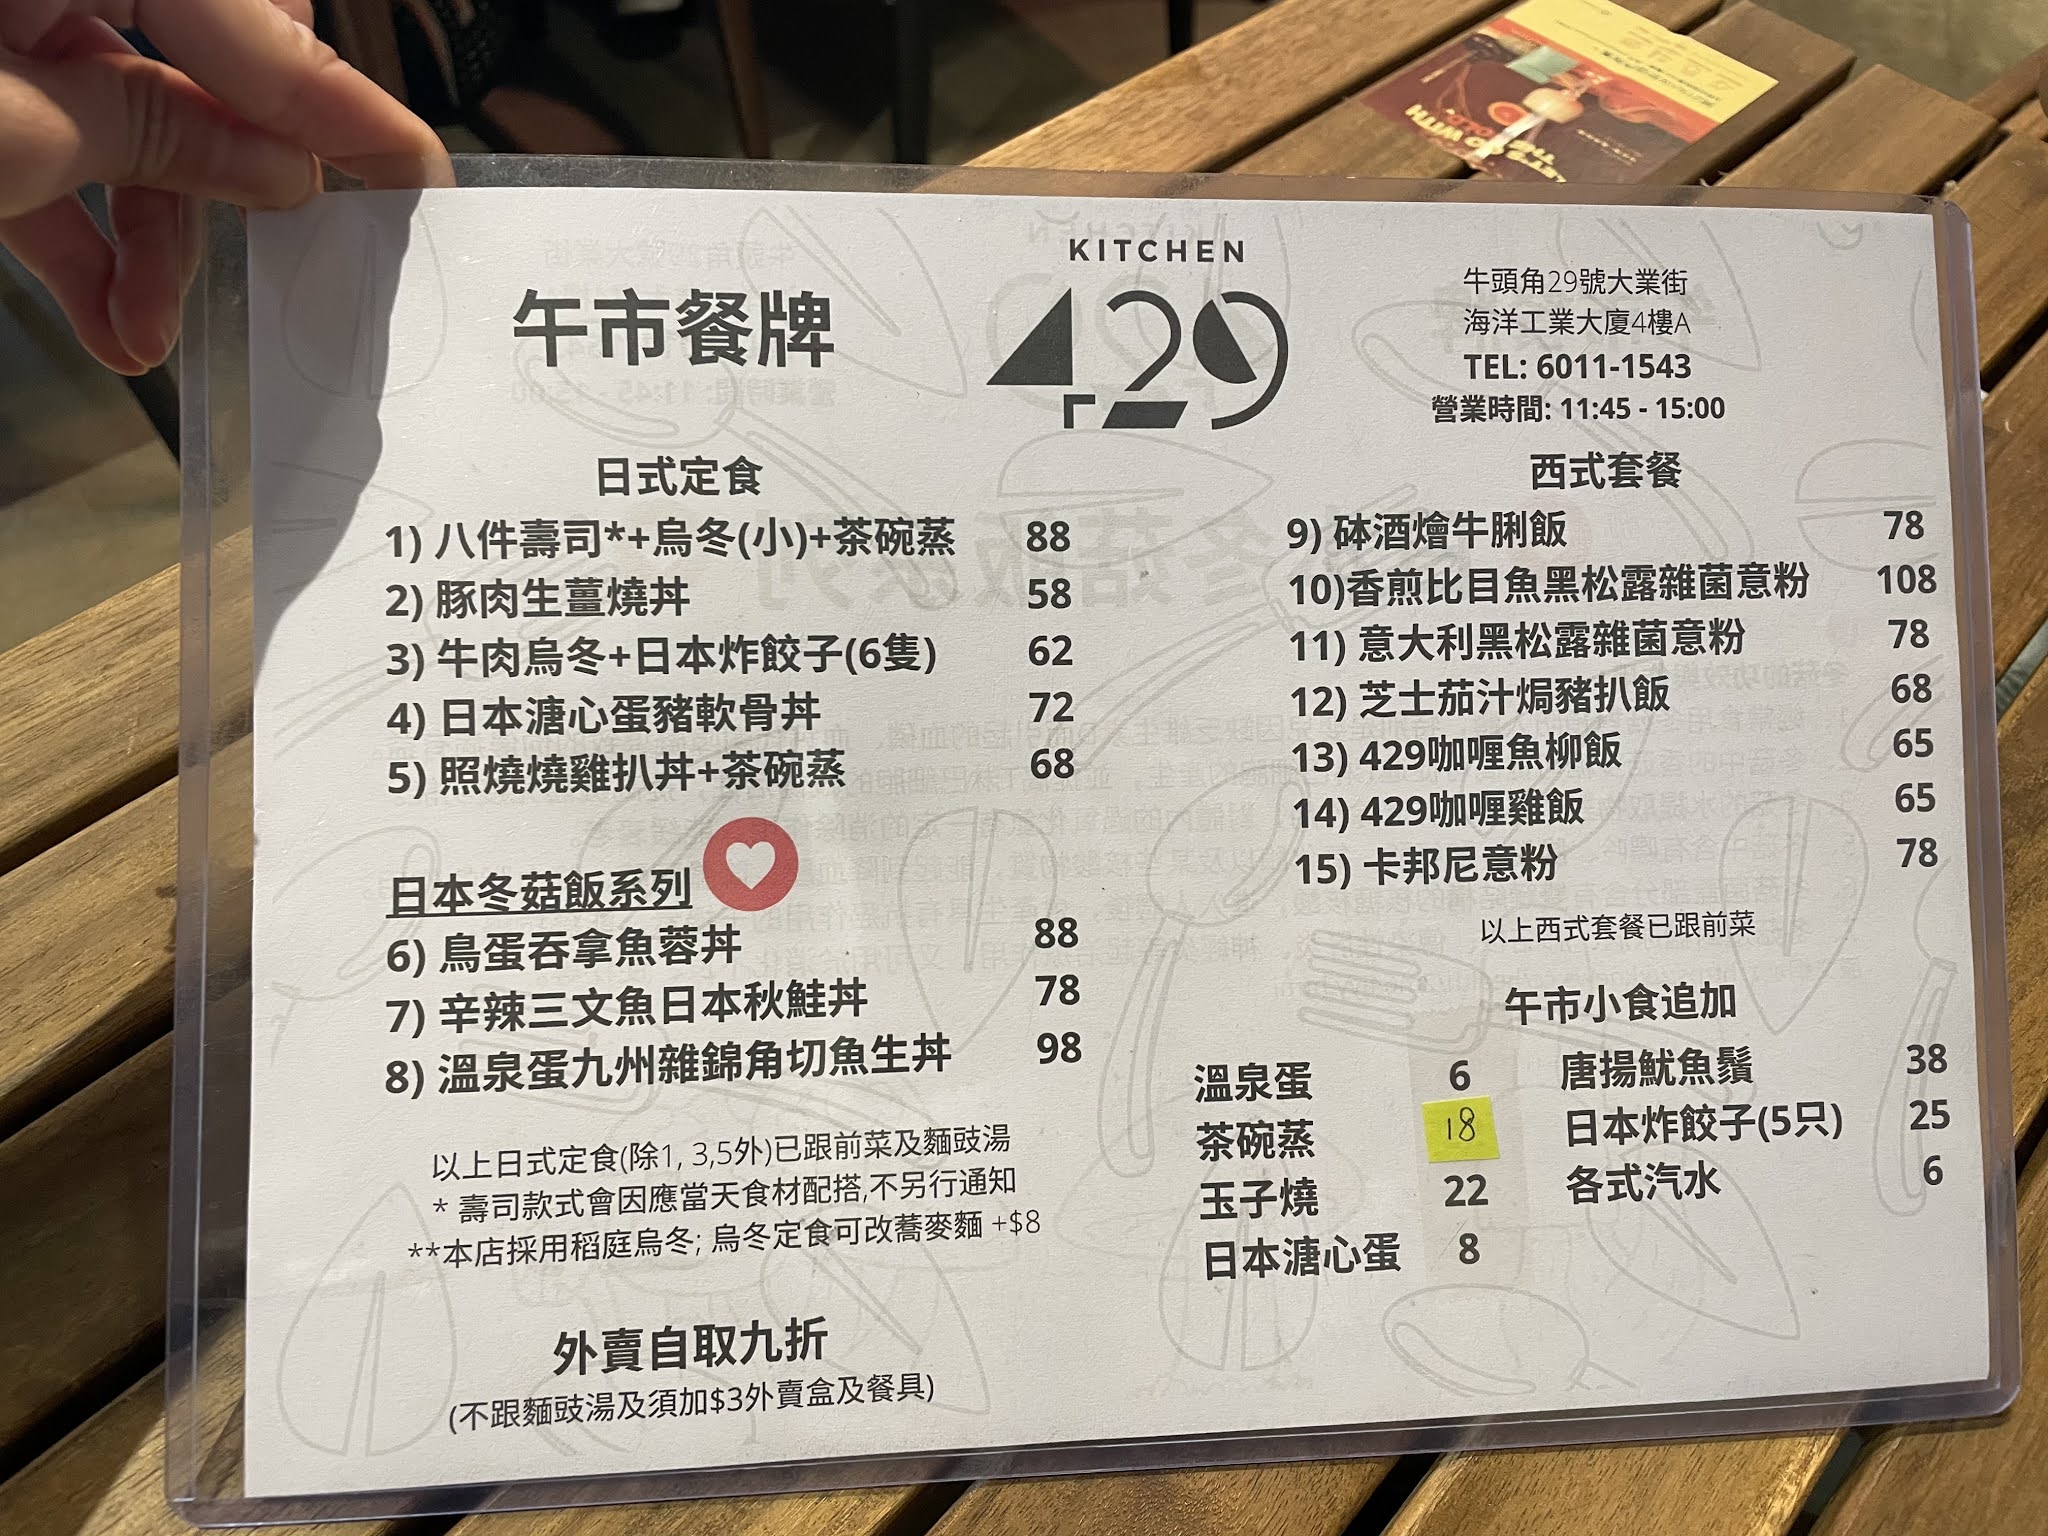 KITCHEN
429
午市餐牌
牛頭角29號大業街
海洋工業大廈4樓A
TEL: 6011-1543
營業時間: 11:45 - 15:00
日式定食
1) 八件壽司*+烏冬(小)+茶碗蒸 88
2) 豚肉生薑燒丼 58
3) 牛肉烏冬+日本炸餃子(6隻) 62
4) 日本溏心蛋豬軟骨丼 72
5) 照燒燒雞扒丼+茶碗蒸 68
日本冬菇飯系列
6) 鳥蛋吞拿魚蓉丼 88
7) 辛辣三文魚日本秋鮭丼 78
8) 溫泉蛋九州雜錦角切魚生丼 98
以上日式定食(除1, 3,5外)已跟前菜及麵豉湯
* 壽司款式會因應當天食材配搭,不另行通知
**本店採用稻庭烏冬; 烏冬定食可改蕎麥麵 +$8
外賣自取九折
(不跟麵豉湯及須加$3外賣盒及餐具)
西式套餐
9) 砵酒燴牛脷飯 78
10)香煎比目魚黑松露雜菌意粉 108
11) 意大利黑松露雜菌意粉 78
12) 芝士茄汁焗豬扒飯 68
13) 429咖喱魚柳飯 65
14) 429咖喱雞飯 65
15) 卡邦尼意粉 78
以上西式套餐已跟前菜
午市小食追加
溫泉蛋 6
茶碗蒸 18
玉子燒 22
日本溏心蛋 8
唐揚魷魚鬚 38
日本炸餃子(5只) 25
各式汽水 6
LET'S GO WITH
THE OLD